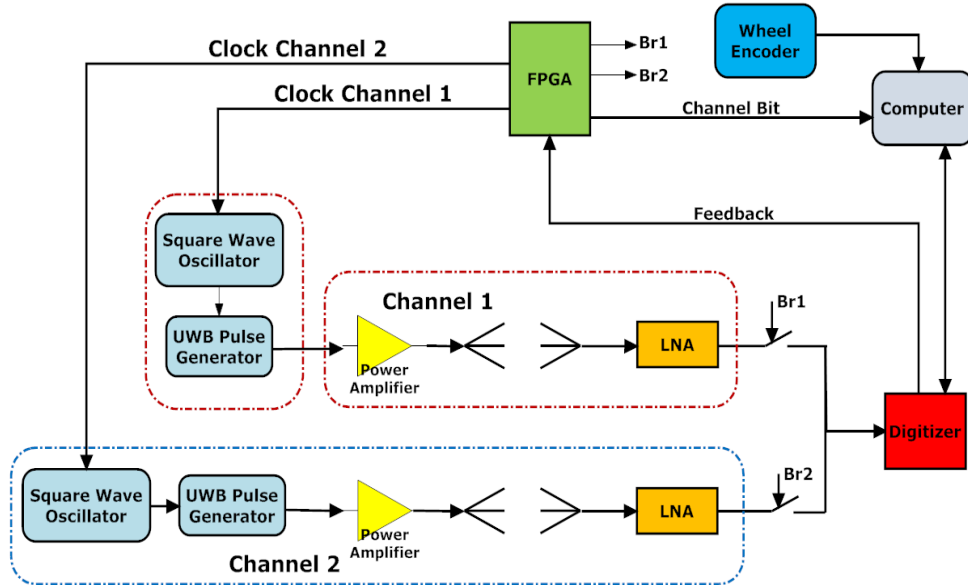 Clock Channel 2
Clock Channel 1
FPGA
Br1
Br2
Channel Bit
Wheel
Encoder
Computer
Feedback
Square Wave
Oscillator
UWB Pulse
Generator
Channel 1
Power
Amplifier
LNA
Br1
Digitizer
Square Wave
Oscillator
UWB Pulse
Generator
Power
Amplifier
LNA
Br2
Channel 2